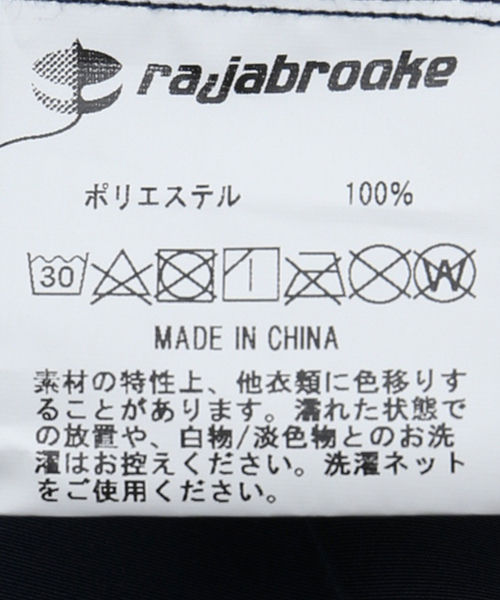 rajabrooke
ポリエステル 100%
30
W
MADE IN CHINA
素材の特性上、他衣類に色移りす
ることがあります。濡れた状態で
の放置や、白物/淡色物とのお洗
濯はお控えください。洗濯ネット
をご使用ください。